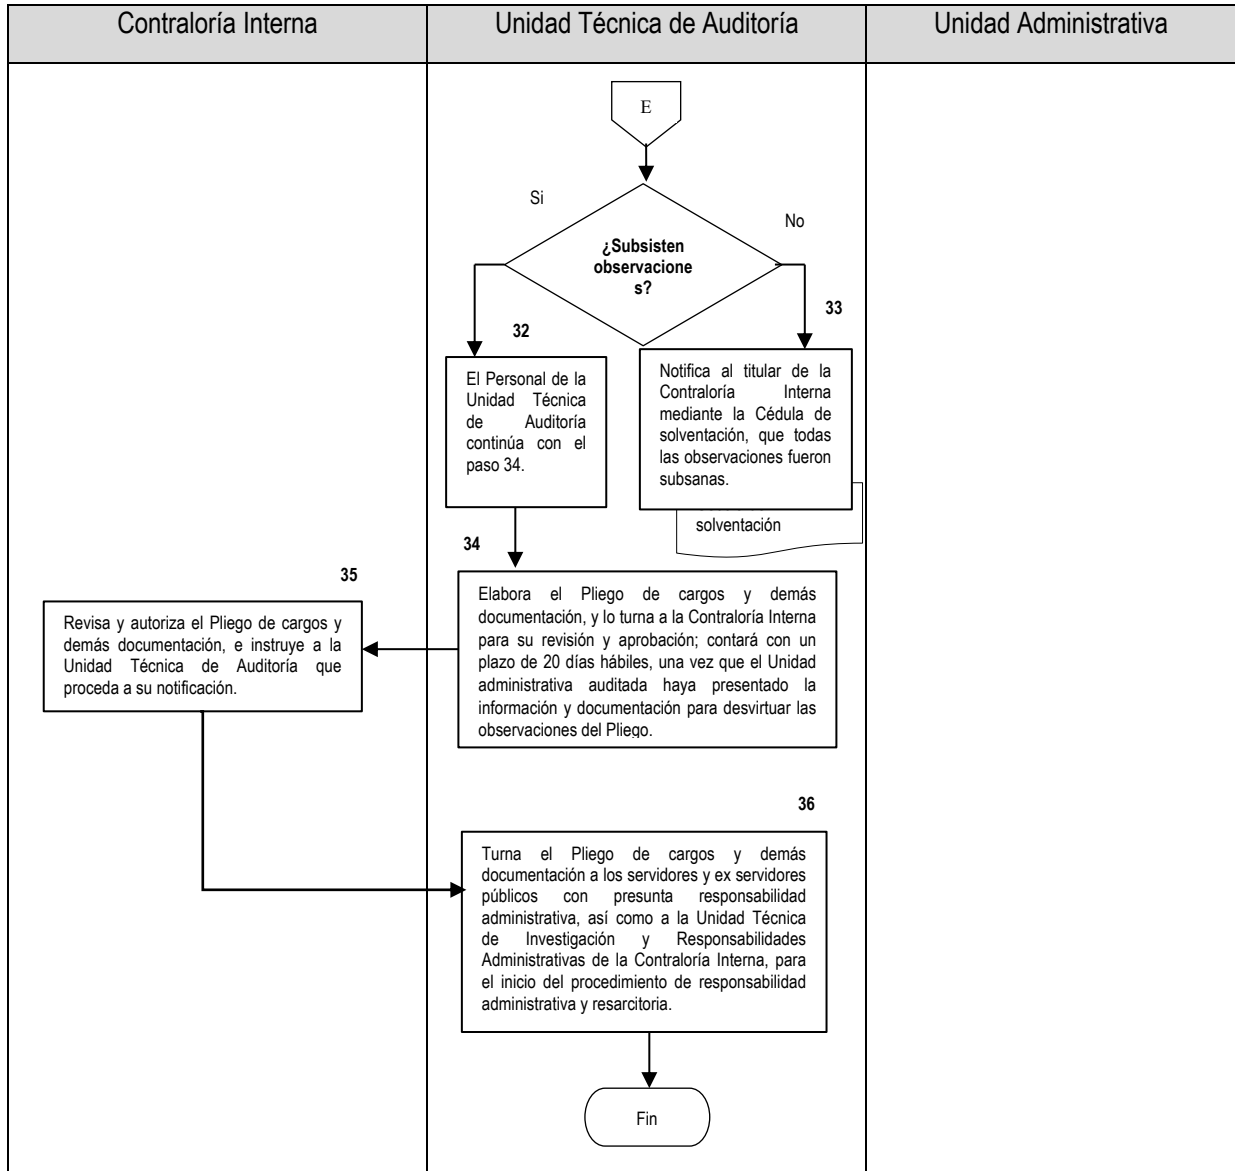 Contraloría Interna
Unidad Técnica de Auditoría
Unidad Administrativa
E
Si
No
¿Subsisten
observacione
s?
32
33
El Personal de la
Unidad Técnica
de Auditoría
continúa con el
paso 34.
Notifica al titular de la
Contraloría Interna
mediante la Cédula de
solventación, que todas
las observaciones fueron
subsanas.
solventación
34
35
Elabora el Pliego de cargos y demás
documentación, y lo turna a la Contraloría Interna
para su revisión y aprobación; contará con un
plazo de 20 días hábiles, una vez que el Unidad
administrativa auditada haya presentado la
información y documentación para desvirtuar las
observaciones del Pliego.
Revisa y autoriza el Pliego de cargos y
demás documentación, e instruye a la
Unidad Técnica de Auditoría que
proceda a su notificación.
36
Turna el Pliego de cargos y demás
documentación a los servidores y ex servidores
públicos con presunta responsabilidad
administrativa, así como a la Unidad Técnica
de Investigación y Responsabilidades
Administrativas de la Contraloría Interna, para
el inicio del procedimiento de responsabilidad
administrativa y resarcitoria.
Fin